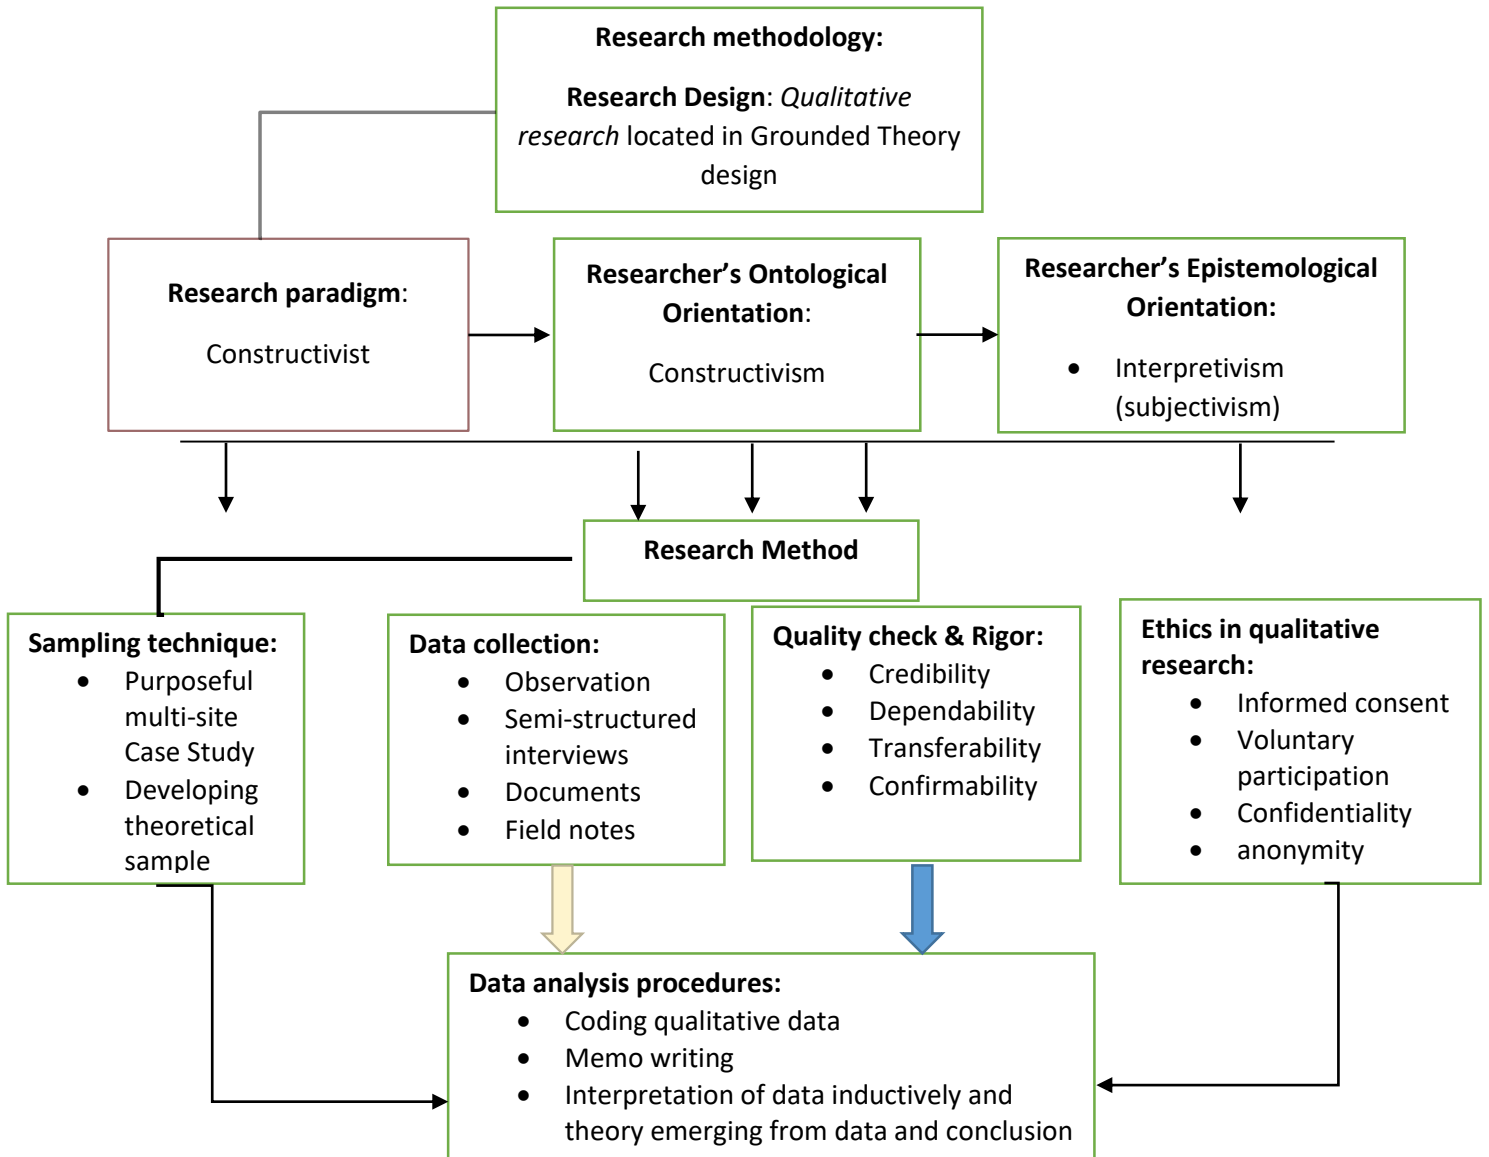 Research methodology:
Research Design: Qualitative
research located in Grounded Theory
design
Research paradigm:
Constructivist
Researcher’s Ontological
Orientation:
Constructivism
Researcher’s Epistemological
Orientation:
• Interpretivism
(subjectivism)
Research Method
Sampling technique:
• Purposeful
multi-site
Case Study
• Developing
theoretical
sample
Data collection:
• Observation
• Semi-structured
interviews
• Documents
• Field notes
Quality check & Rigor:
• Credibility
• Dependability
• Transferability
• Confirmability
Ethics in qualitative
research:
• Informed consent
• Voluntary
participation
• Confidentiality
• anonymity
Data analysis procedures:
• Coding qualitative data
• Memo writing
• Interpretation of data inductively and
theory emerging from data and conclusion